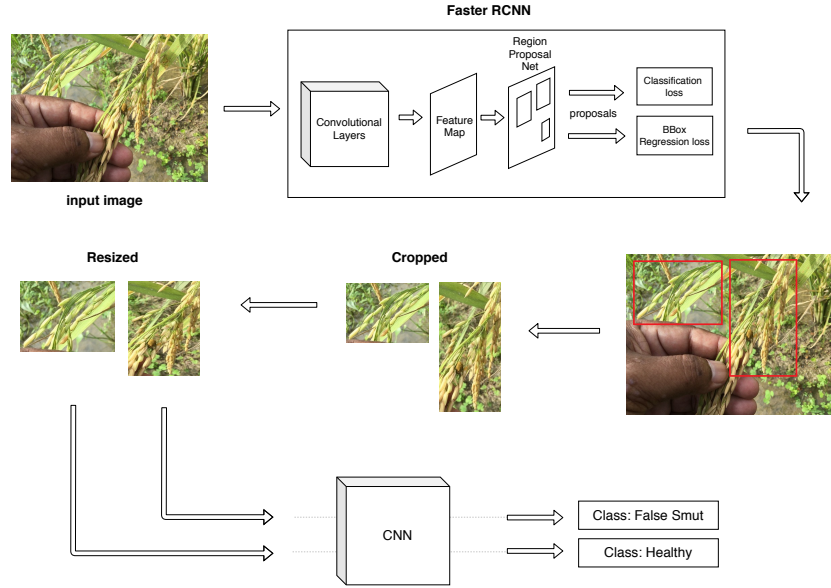 Faster RCNN
input image
Convolutional
Layers
Feature
Map
Region
Proposal
Net
proposals
Classification
loss
BBox
Regression loss
Resized
Cropped
CNN
Class: False Smut
Class: Healthy